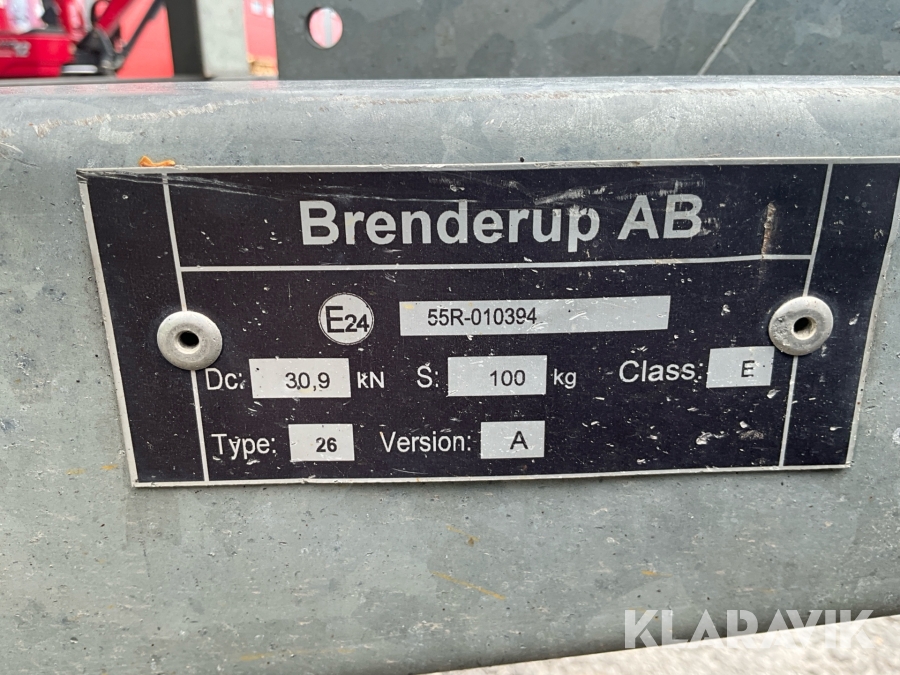 Brenderup AB
E24 55R-010394
Dc: 30,9 kN S: 100 kg Class: E
Type: 26 Version: A
KLARAVIK